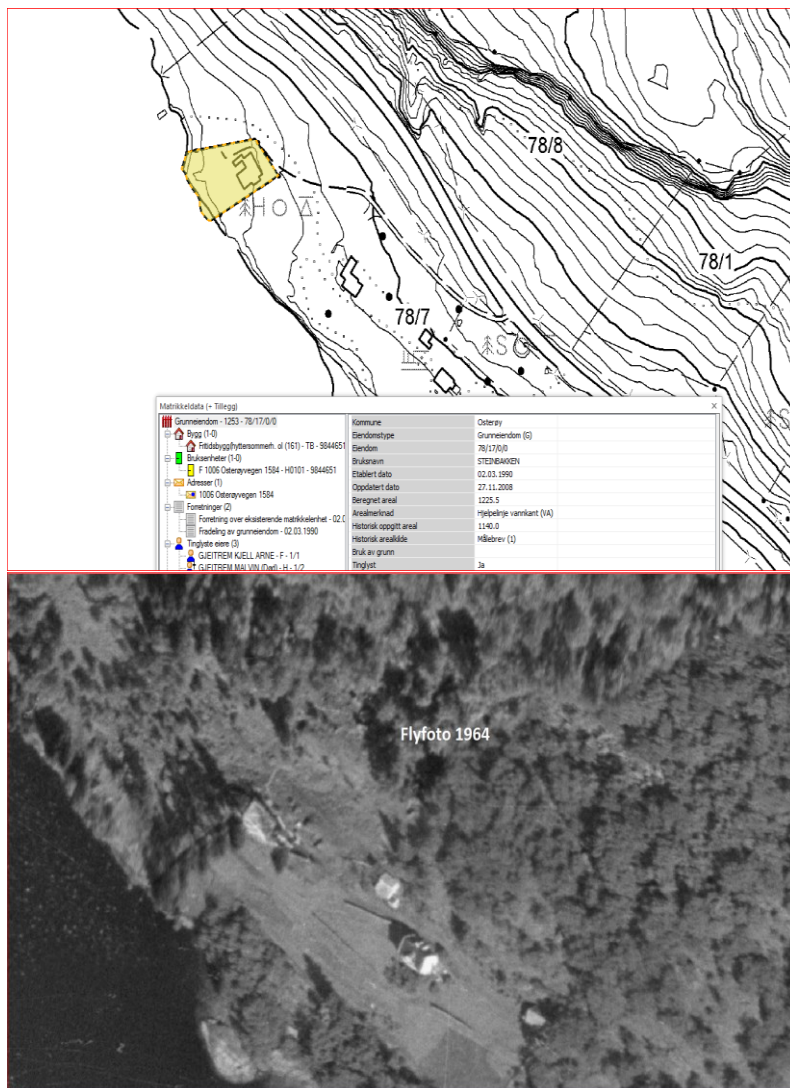 78/8
78/1
HO
78/7
S
S
Matrikkeldata (+ Tillegg) X
Grunneiendom - 1253 - 78/17/0/0
Bygg (1-0)
Fritidsbygg(hyttersommerh. ol (161) - TB - 9844651
Bruksenheter (1-0)
F 1006 Osterøyvegen 1584 - H0101 - 9844651
Adresser (1)
1006 Osterøyvegen 1584
Forretninger (2)
Forretning over eksisterende matrikkelenhet - 02.0
Fradeling av grunneiendom - 02.03.1990
Tinglyste eiere (3)
GJEITREM KJELL ARNE - F - 1/1
GJEITREM MALVIN (Død) - H - 1/2
Kommune Osterøy
Eiendomstype Grunneiendom (G)
Eiendom 78/17/0/0
Bruksnavn STEINBAKKEN
Etablert dato 02.03.1990
Oppdatert dato 27.11.2008
Beregnet areal 1225.5
Arealmerknad Hjelpelinje vannkant (VA)
Historisk oppgitt areal 1140.0
Historisk arealkilde Målebrev (1)
Bruk av grunn
Tinglyst Ja
Flyfoto 1964